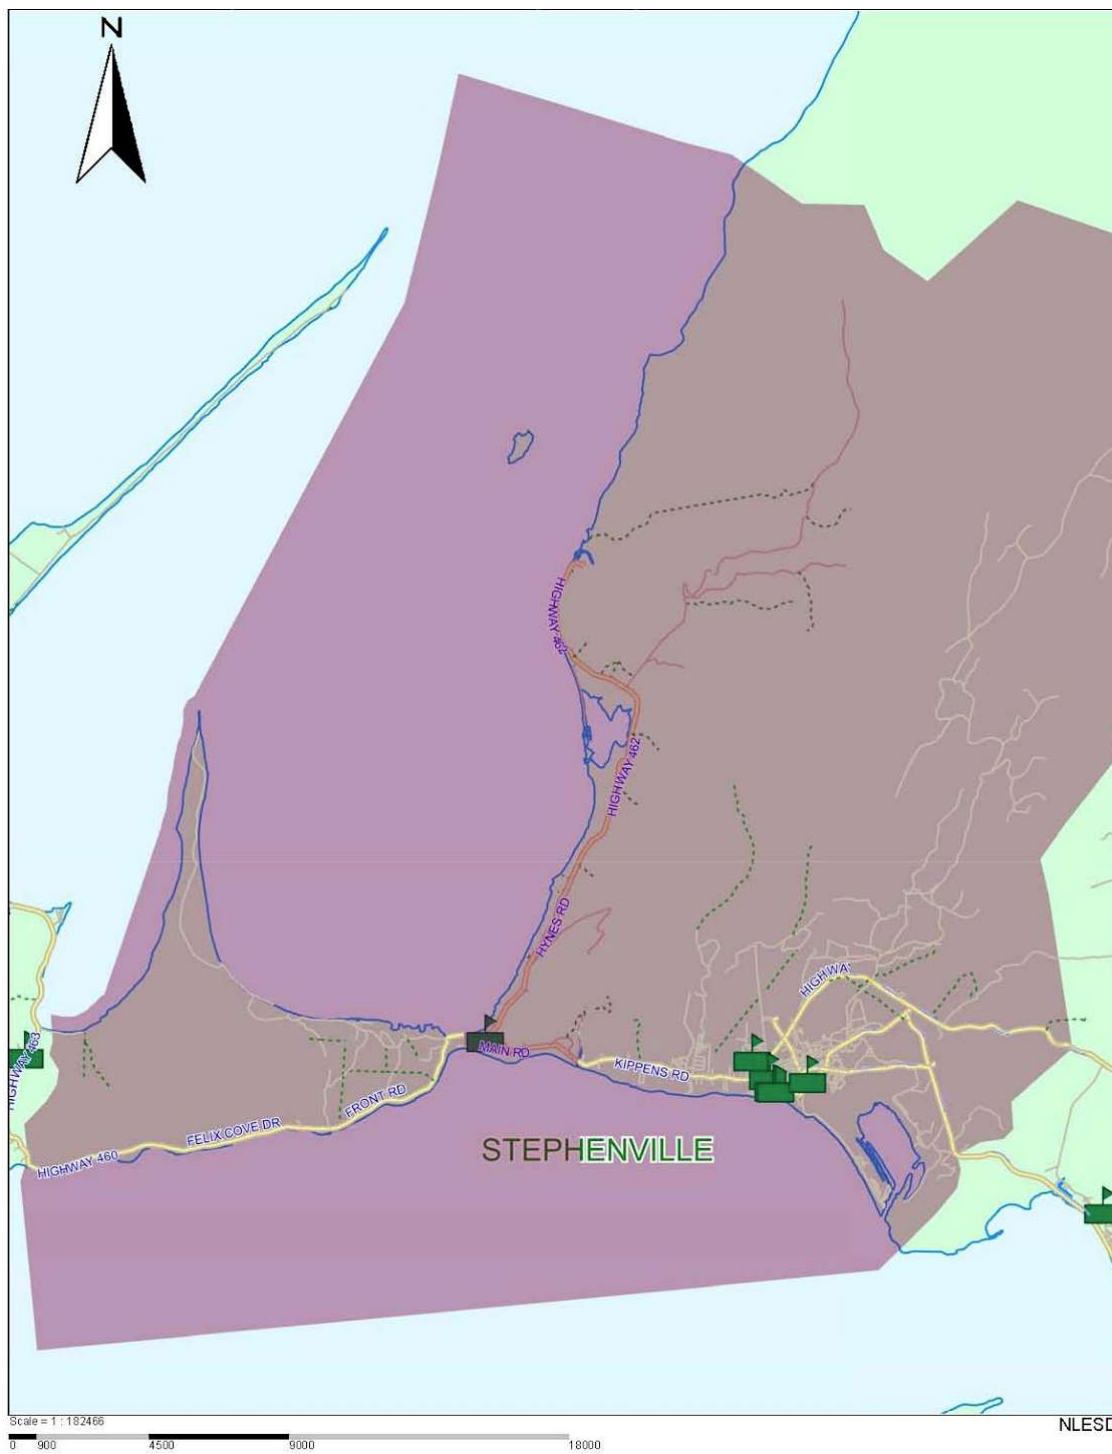 N
HIGHWAY 462
HIGHWAY 462
HYNES RD
HIGHWAY
MAIN RD
KIPPENS RD
HIGHWAY 463
FRONT RD
FELIX COVE DR
HIGHWAY 460
STEPHENVILLE
Scale = 1 : 182466
NLESD
0 900 4500 9000 18000